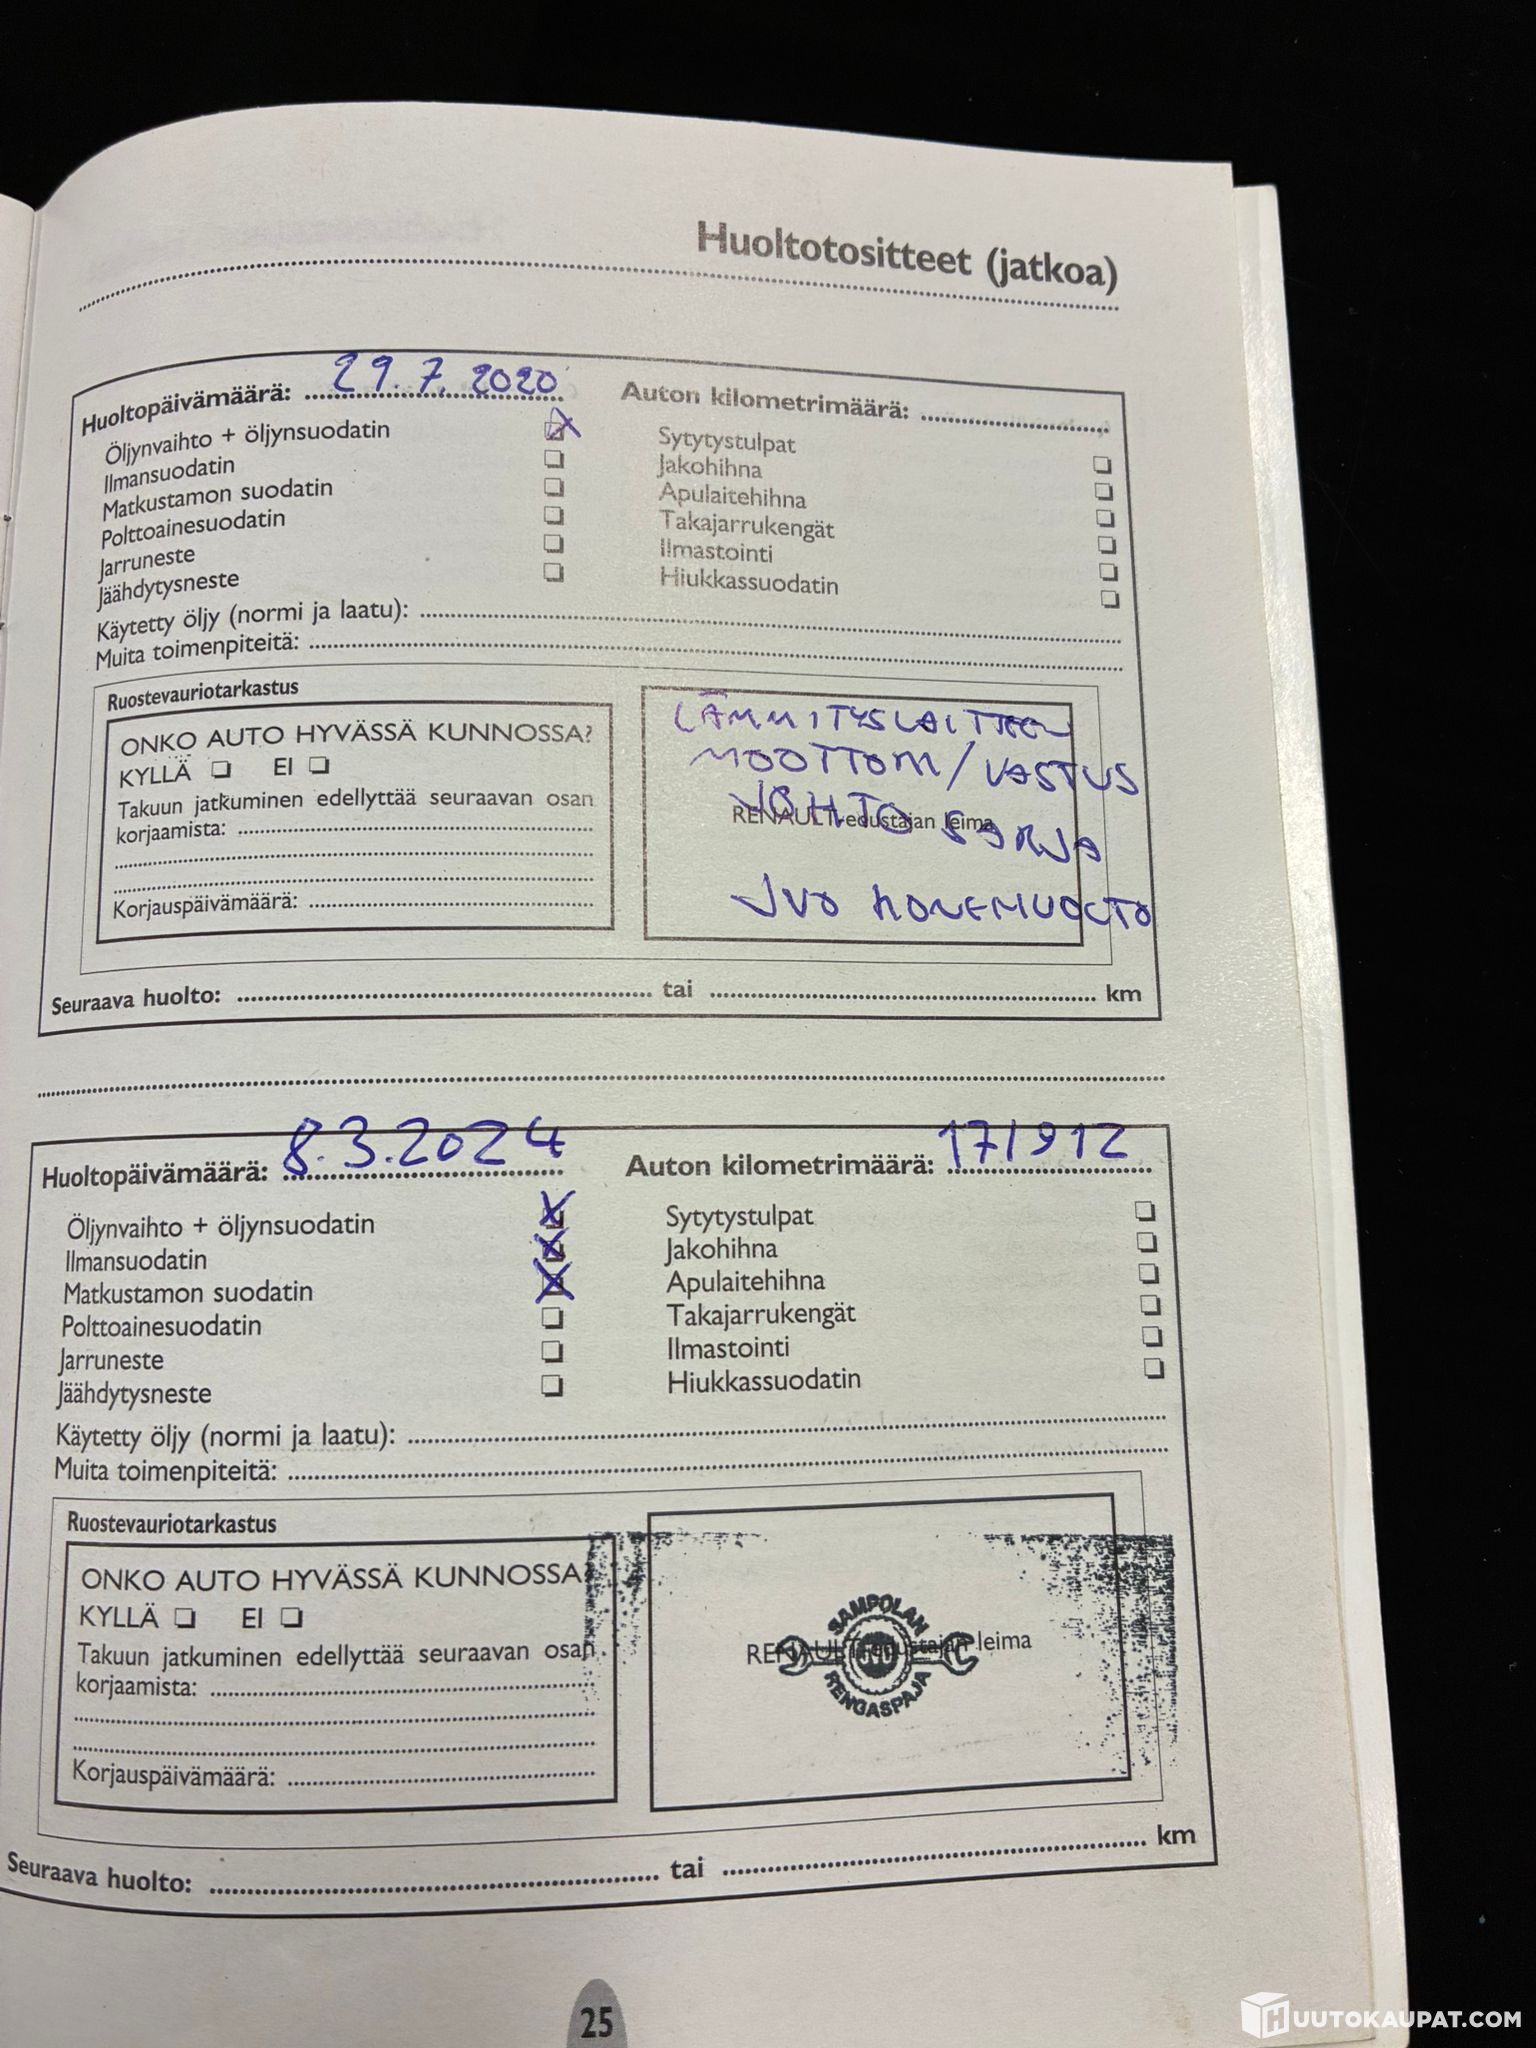 Huoltotositteet (jatkoa)
Huoltopäivämäärä: 29.7.2020 Auton kilometrimäärä:
Öljynvaihto + öljynsuodatin Sytytystulpat
Ilmansuodatin Jakohihna
Matkustamon suodatin Apulaitehihna
Polttoainesuodatin Takajarrukengät
Jarruneste Ilmastointi
Jäähdytysneste Hiukkassuodatin
Käytetty öljy (normi ja laatu):
Muita toimenpiteitä:
Ruostevauriotarkastus
ONKO AUTO HYVÄSSÄ KUNNOSSA?
KYLLÄ EI
Takuun jatkuminen edellyttää seuraavan osan
korjaamista:
Korjauspäivämäärä:
LÄMMITYSLAITTEEN
MOOTTORI/VASTUS
JOHTO SARJA
RENAULT-edustajan leima
KONEHUOLTO
Seuraava huolto: tai km
Huoltopäivämäärä: 8.3.2024 Auton kilometrimäärä: 171912
Öljynvaihto + öljynsuodatin Sytytystulpat
Ilmansuodatin Jakohihna
Matkustamon suodatin Apulaitehihna
Polttoainesuodatin Takajarrukengät
Jarruneste Ilmastointi
Jäähdytysneste Hiukkassuodatin
Käytetty öljy (normi ja laatu):
Muita toimenpiteitä:
Ruostevauriotarkastus
ONKO AUTO HYVÄSSÄ KUNNOSSA?
KYLLÄ EI
Takuun jatkuminen edellyttää seuraavan osan
korjaamista:
Korjauspäivämäärä:
SAMPOLAN
RENAULT-edustajan leima
RENGASPAJA
Seuraava huolto: tai km
25
HUUTOKAUPAT.COM